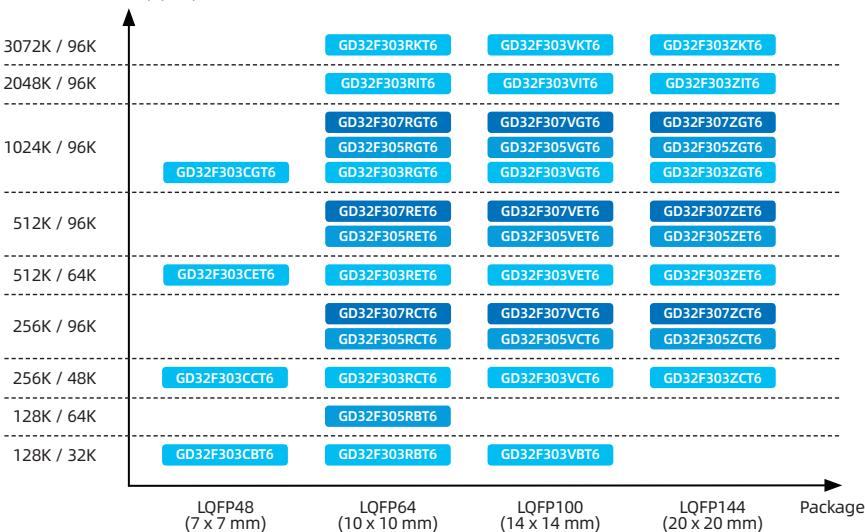 3072K / 96K GD32F303RKT6 GD32F303VKT6 GD32F303ZKT6
2048K / 96K GD32F303RIT6 GD32F303VIT6 GD32F303ZIT6
GD32F307RGT6 GD32F307VGT6 GD32F307ZGT6
1024K / 96K GD32F305RGT6 GD32F305VGT6 GD32F305ZGT6
GD32F303CGT6 GD32F303RGT6 GD32F303VGT6 GD32F303ZGT6
GD32F307RET6 GD32F307VET6 GD32F307ZET6
512K / 96K GD32F305RET6 GD32F305VET6 GD32F305ZET6
512K / 64K GD32F303CET6 GD32F303RET6 GD32F303VET6 GD32F303ZET6
GD32F307RCT6 GD32F307VCT6 GD32F307ZCT6
256K / 96K GD32F305RCT6 GD32F305VCT6 GD32F305ZCT6
256K / 48K GD32F303CCT6 GD32F303RCT6 GD32F303VCT6 GD32F303ZCT6
128K / 64K GD32F305RBT6
128K / 32K GD32F303CBT6 GD32F303RBT6 GD32F303VBT6
LQFP48 LQFP64 LQFP100 LQFP144 Package
(7 x 7 mm) (10 x 10 mm) (14 x 14 mm) (20 x 20 mm)